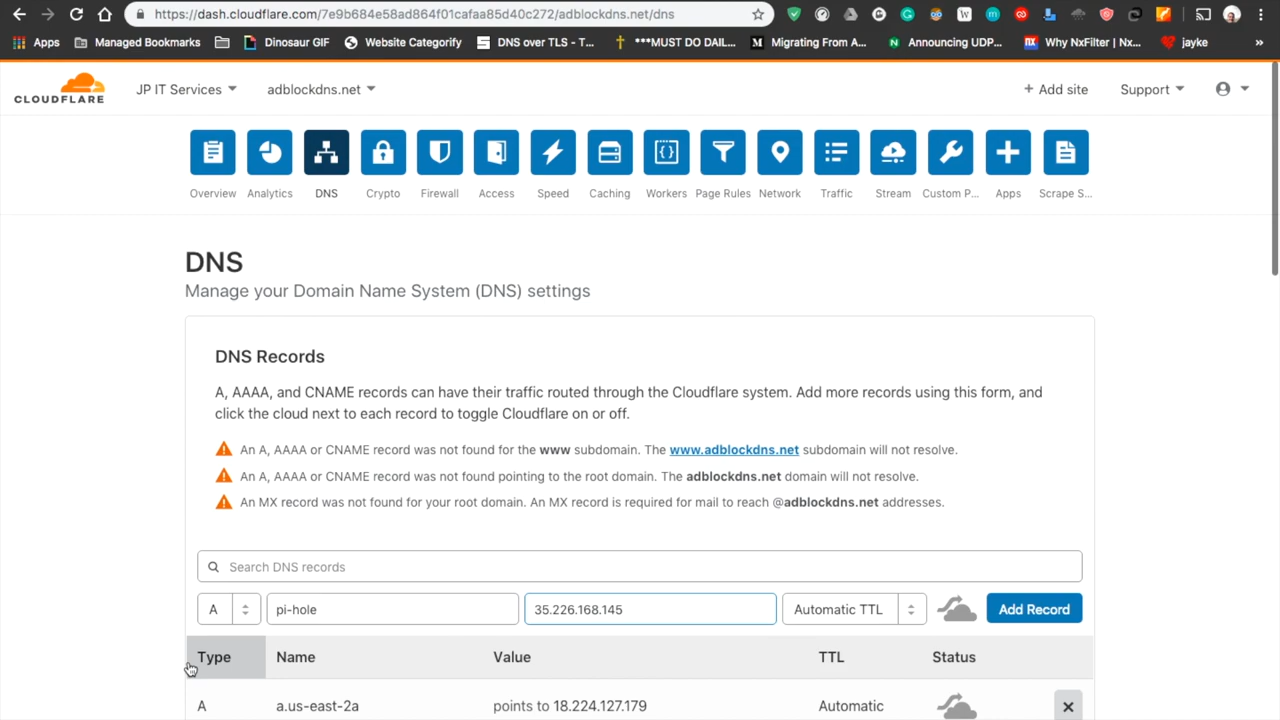 https://dash.cloudflare.com/7e9b684e58ad864f01cafaa85d40c272/adblockdns.net/dns
Apps Managed Bookmarks Dinosaur GIF Website Categorify DNS over TLS - T... ***MUST DO DAIL... Migrating From A... Announcing UDP... Why NxFilter | Nx... jayke »
CLOUDFLARE JP IT Services adblockdns.net + Add site Support
Overview Analytics DNS Crypto Firewall Access Speed Caching Workers Page Rules Network Traffic Stream Custom P... Apps Scrape S...
DNS
Manage your Domain Name System (DNS) settings
DNS Records
A, AAAA, and CNAME records can have their traffic routed through the Cloudflare system. Add more records using this form, and
click the cloud next to each record to toggle Cloudflare on or off.
An A, AAAA or CNAME record was not found for the www subdomain. The www.adblockdns.net subdomain will not resolve.
An A, AAAA or CNAME record was not found pointing to the root domain. The adblockdns.net domain will not resolve.
An MX record was not found for your root domain. An MX record is required for mail to reach @adblockdns.net addresses.
Search DNS records
A pi-hole 35.226.168.145 Automatic TTL Add Record
Type Name Value TTL Status
A a.us-east-2a points to 18.224.127.179 Automatic